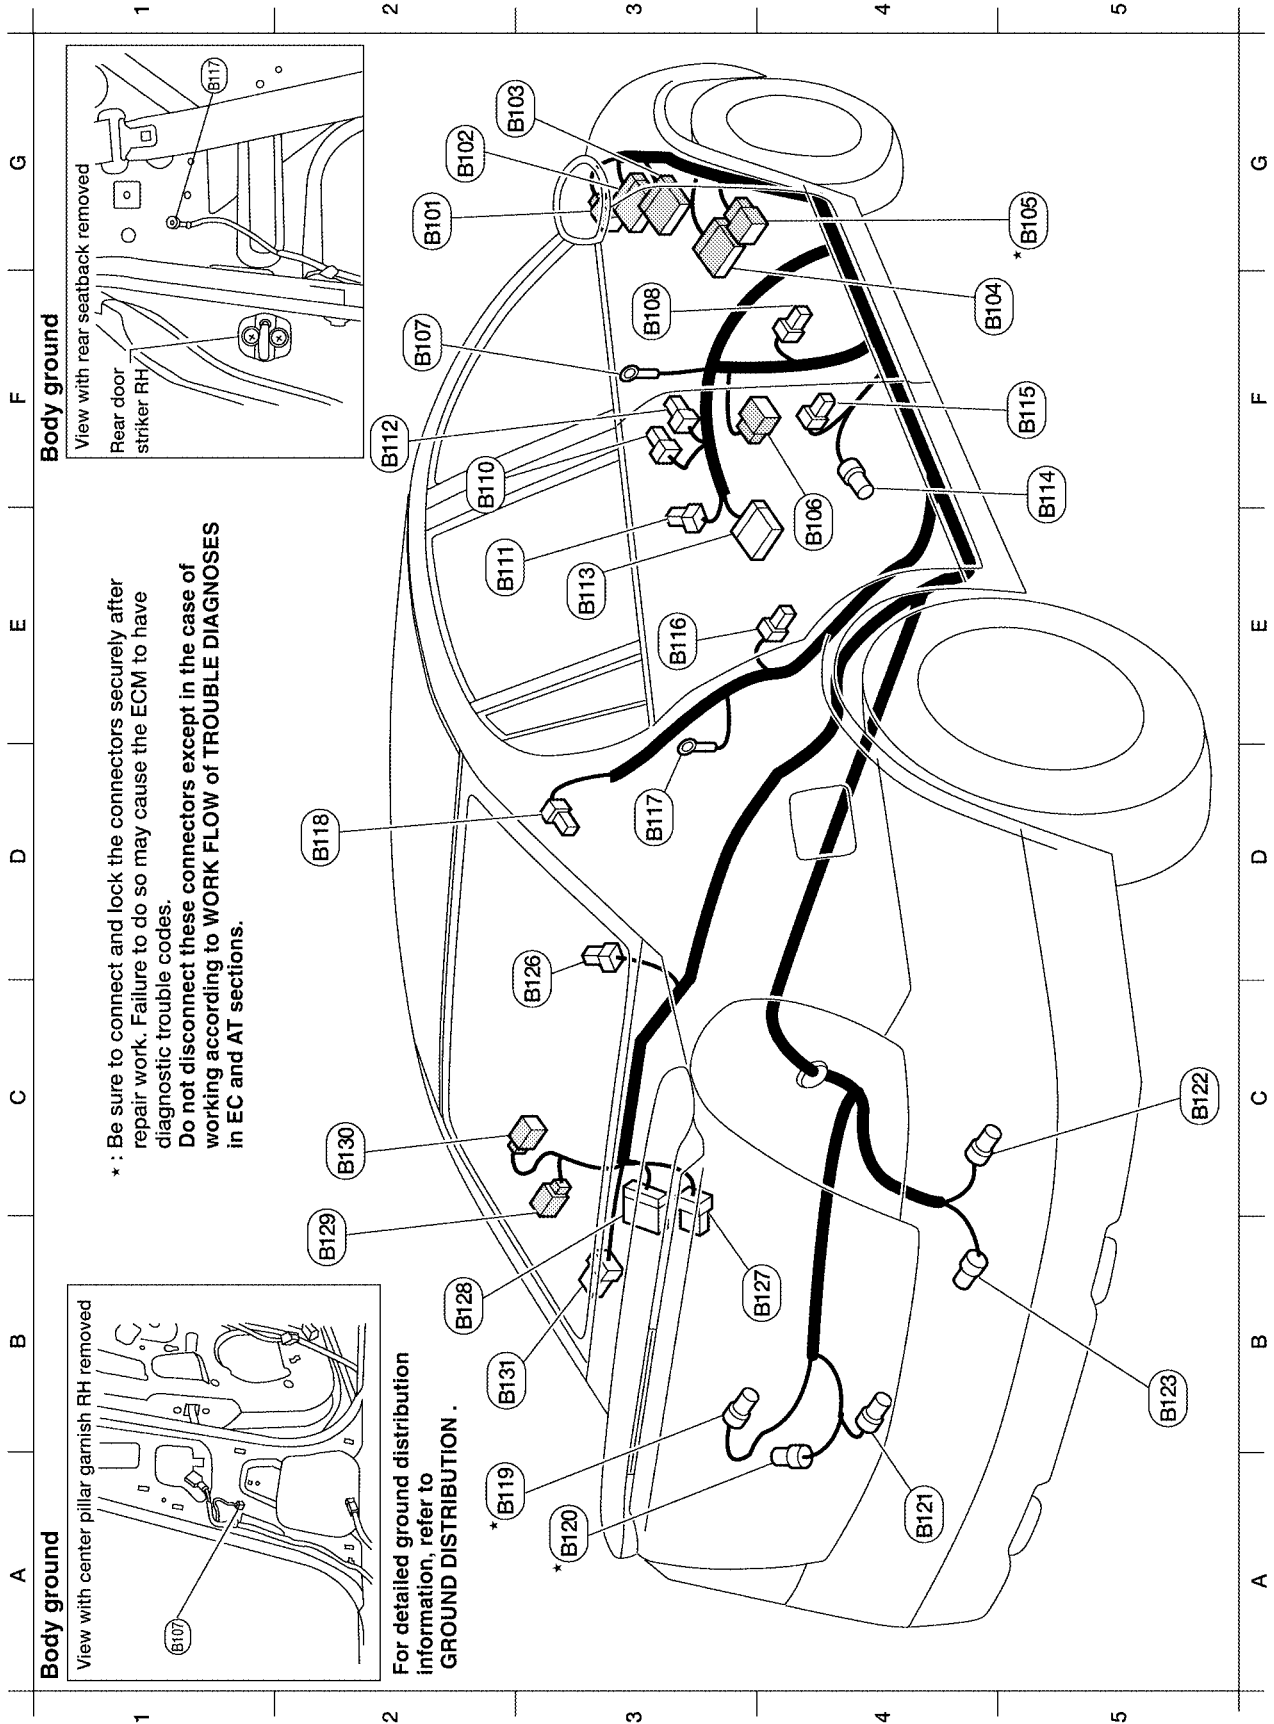 A
B
C
D
E
F
G
1
1
2
2
3
3
4
4
5
5
Body ground
View with center pillar garnish RH removed
B107
★ : Be sure to connect and lock the connectors securely after
repair work. Failure to do so may cause the ECM to have
diagnostic trouble codes.
Do not disconnect these connectors except in the case of
working according to WORK FLOW of TROUBLE DIAGNOSES
in EC and AT sections.
Body ground
View with rear seatback removed
Rear door
striker RH
B117
For detailed ground distribution
information, refer to
GROUND DISTRIBUTION .
B129
B130
B118
B112
B107
B101
B102
B103
B128
B131
B126
B111
B110
B108
★ B119
★ B120
B127
B117
B116
B113
B106
B104
★ B105
B121
B114
B115
B123
B122
A
B
C
D
E
F
G